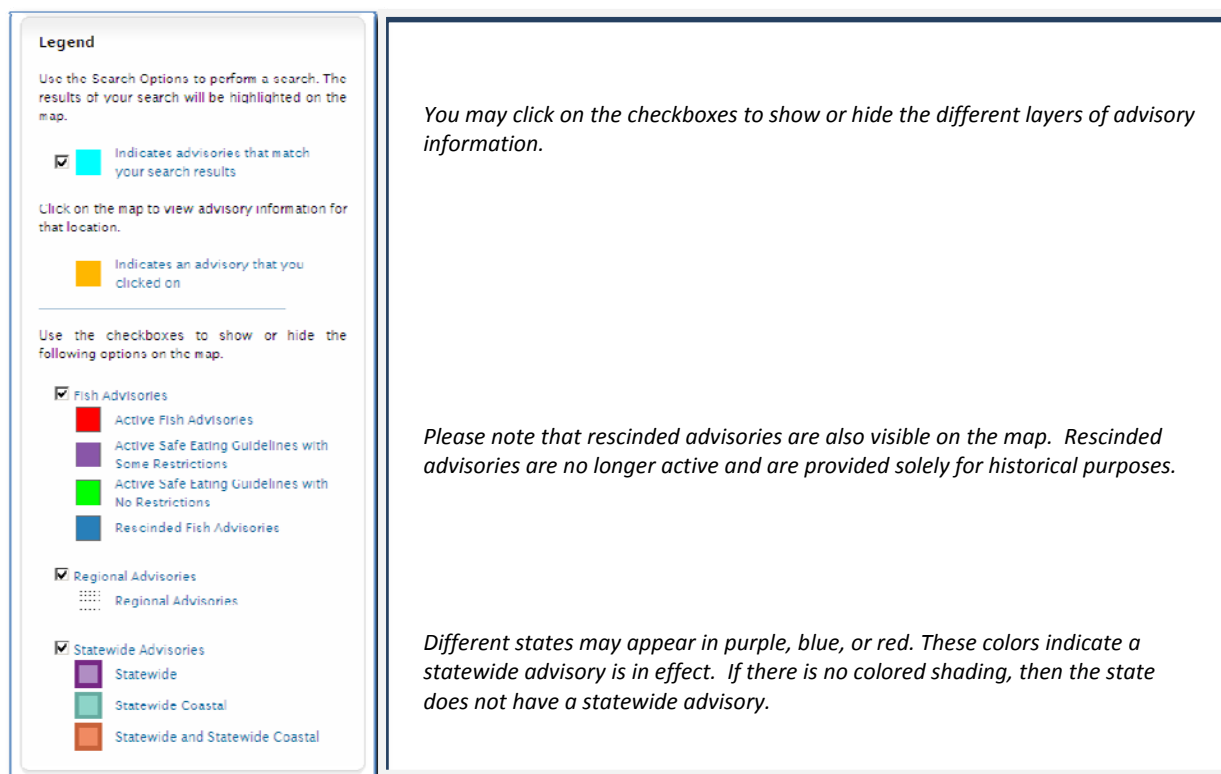 Legend
Use the Search Options to perform a search. The
results of your search will be highlighted on the
map.
Indicates advisories that match
your search results
Click on the map to view advisory information for
that location.
Indicates an advisory that you
clicked on
Use the checkboxes to show or hide the
following options on the map.
Fish Advisories
Active Fish Advisories
Active Safe Eating Guidelines with
Some Restrictions
Active Safe Eating Guidelines with
No Restrictions
Rescinded Fish Advisories
Regional Advisories
Regional Advisories
Statewide Advisories
Statewide
Statewide Coastal
Statewide and Statewide Coastal
You may click on the checkboxes to show or hide the different layers of advisory
information.
Please note that rescinded advisories are also visible on the map. Rescinded
advisories are no longer active and are provided solely for historical purposes.
Different states may appear in purple, blue, or red. These colors indicate a
statewide advisory is in effect. If there is no colored shading, then the state
does not have a statewide advisory.